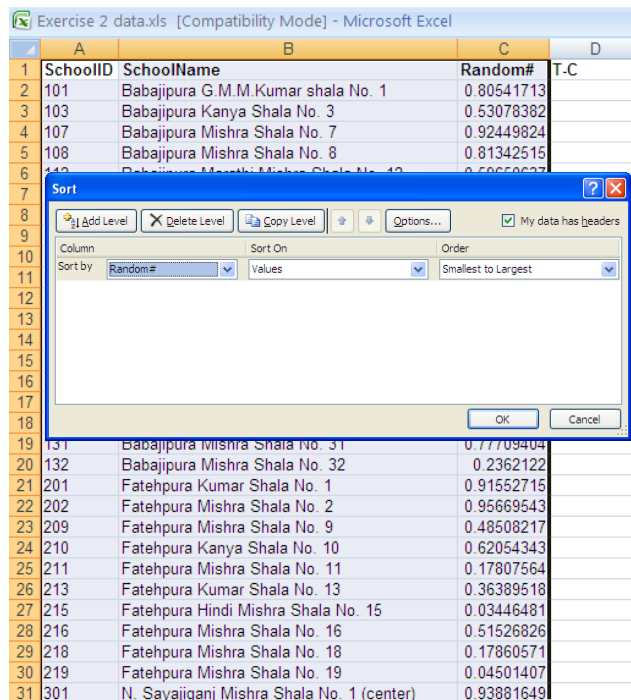 Exercise 2 data.xls [Compatibility Mode] - Microsoft Excel
A B C D
1 SchoolID SchoolName Random# T-C
2 101 Babajipura G.M.M.Kumar shala No. 1 0.80541713
3 103 Babajipura Kanya Shala No. 3 0.53078382
4 107 Babajipura Mishra Shala No. 7 0.92449824
5 108 Babajipura Mishra Shala No. 8 0.81342515
6
7
8
9
10
11
12
13
14
15
16
17
18
Sort
Add Level Delete Level Copy Level Options... My data has headers
Column Sort On Order
Sort by Random# Values Smallest to Largest
OK Cancel
19 131 Babajipura Mishra Shala No. 31 0.77709404
20 132 Babajipura Mishra Shala No. 32 0.2362122
21 201 Fatehpura Kumar Shala No. 1 0.91552715
22 202 Fatehpura Mishra Shala No. 2 0.95669543
23 209 Fatehpura Mishra Shala No. 9 0.48508217
24 210 Fatehpura Kanya Shala No. 10 0.62054343
25 211 Fatehpura Mishra Shala No. 11 0.17807564
26 213 Fatehpura Kumar Shala No. 13 0.36389518
27 215 Fatehpura Hindi Mishra Shala No. 15 0.03446481
28 216 Fatehpura Mishra Shala No. 16 0.51526826
29 218 Fatehpura Mishra Shala No. 18 0.17860571
30 219 Fatehpura Mishra Shala No. 19 0.04501407
31 301 N. Sayajiganj Mishra Shala No. 1 (center) 0.93881649